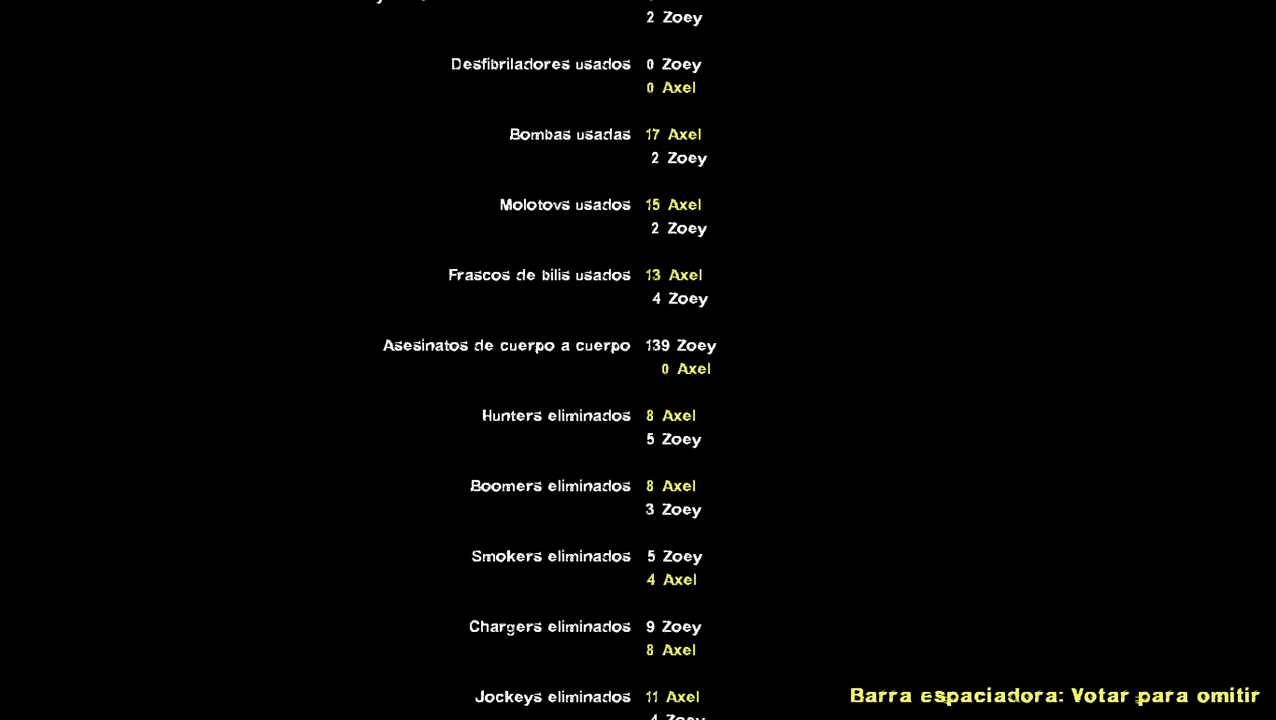 2 Zoey
Desfibriladores usados 0 Zoey
0 Axel
Bombas usadas 17 Axel
2 Zoey
Molotovs usados 15 Axel
2 Zoey
Frascos de bilis usados 13 Axel
4 Zoey
Asesinatos de cuerpo a cuerpo 139 Zoey
0 Axel
Hunters eliminados 8 Axel
5 Zoey
Boomers eliminados 8 Axel
3 Zoey
Smokers eliminados 5 Zoey
4 Axel
Chargers eliminados 9 Zoey
8 Axel
Jockeys eliminados 11 Axel
4 Zoey
Barra espaciadora: Votar para omitir